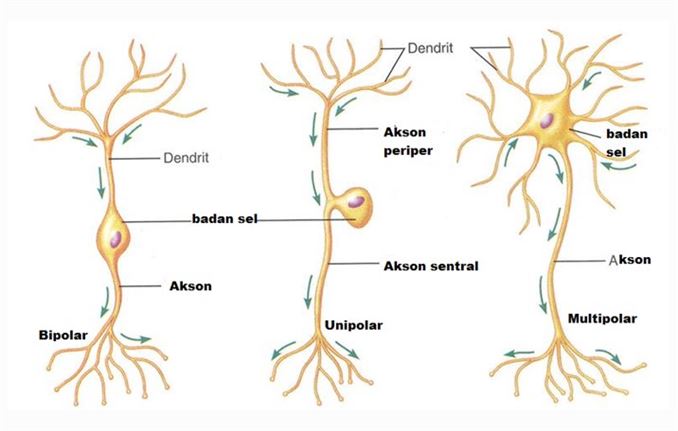 Dendrit
Akson
periper
badan
sel
Dendrit
badan sel
Akson sentral
Akson
Akson
Unipolar
Multipolar
Bipolar